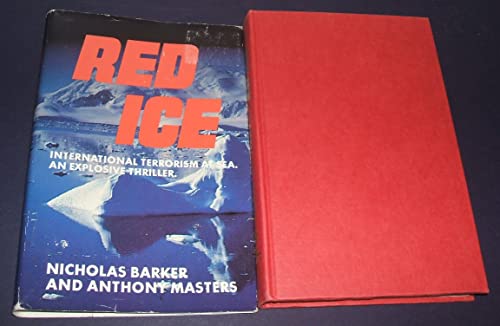 RED
ICE
INTERNATIONAL TERRORISM AT SEA.
AN EXPLOSIVE THRILLER.
NICHOLAS BARKER
AND ANTHONY MASTERS